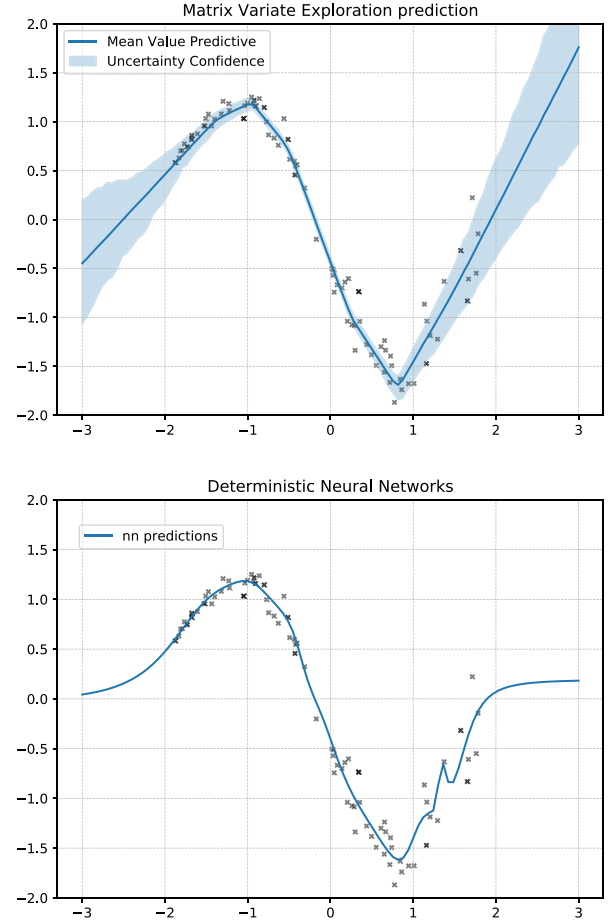 Matrix Variate Exploration prediction
2.0
Mean Value Predictive
Uncertainty Confidence
1.5
1.0
0.5
0.0
−0.5
−1.0
−1.5
−2.0
−3 −2 −1 0 1 2 3
Deterministic Neural Networks
2.0
nn predictions
1.5
1.0
0.5
0.0
−0.5
−1.0
−1.5
−2.0
−3 −2 −1 0 1 2 3